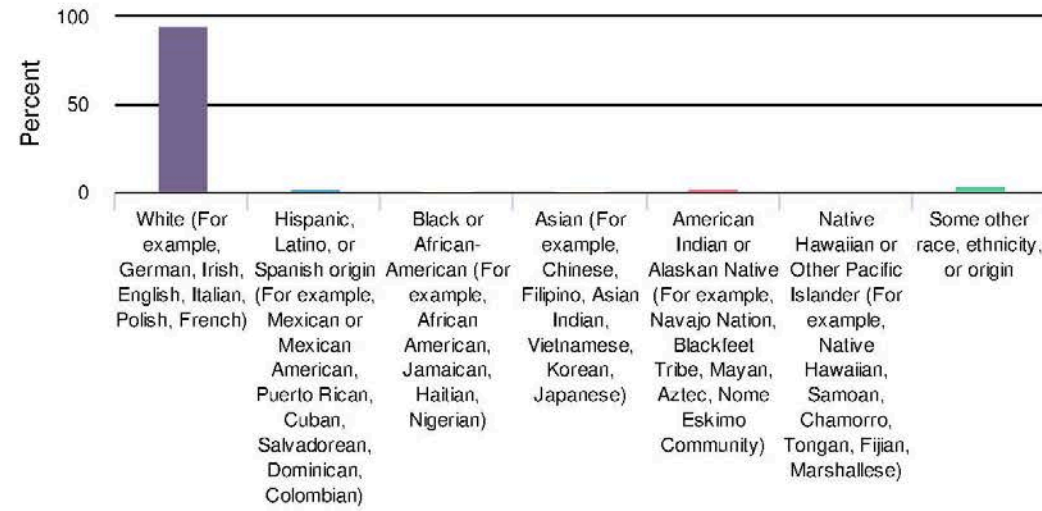 100
50
0
Percent
White (For
example,
German, Irish,
English, Italian,
Polish, French)
Hispanic,
Latino, or
Spanish origin
(For example,
Mexican or
Mexican
American,
Puerto Rican,
Cuban,
Salvadorean,
Dominican,
Colombian)
Black or
African-
American (For
example,
African
American,
Jamaican,
Haitian,
Nigerian)
Asian (For
example,
Chinese,
Filipino, Asian
Indian,
Vietnamese,
Korean,
Japanese)
American
Indian or
Alaskan Native
(For example,
Navajo Nation,
Blackfeet
Tribe, Mayan,
Aztec, Nome
Eskimo
Community)
Native
Hawaiian or
Other Pacific
Islander (For
example,
Native
Hawaiian,
Samoan,
Chamorro,
Tongan, Fijian,
Marshallese)
Some other
race, ethnicity,
or origin